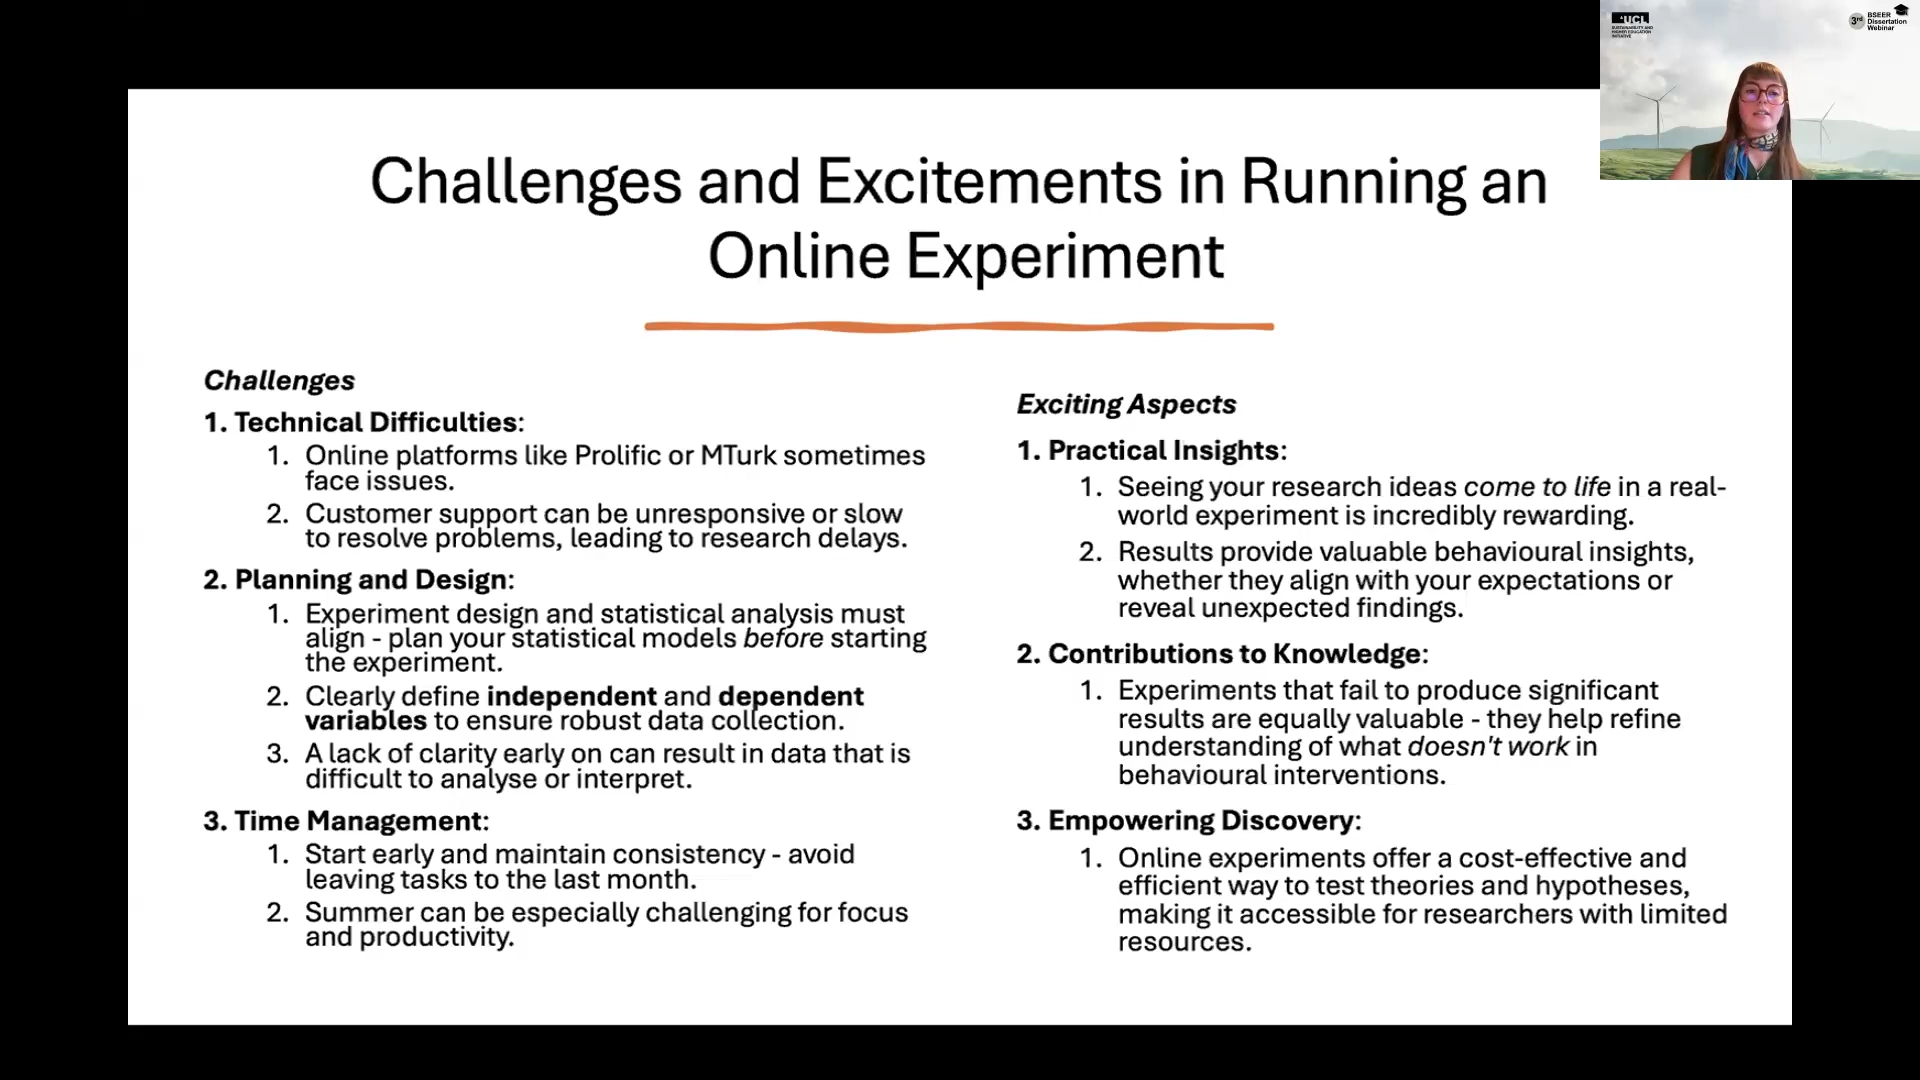 Challenges and Excitements in Running an
Online Experiment
Challenges
1. Technical Difficulties:
1. Online platforms like Prolific or MTurk sometimes
face issues.
2. Customer support can be unresponsive or slow
to resolve problems, leading to research delays.
2. Planning and Design:
1. Experiment design and statistical analysis must
align - plan your statistical models before starting
the experiment.
2. Clearly define independent and dependent
variables to ensure robust data collection.
3. A lack of clarity early on can result in data that is
difficult to analyse or interpret.
3. Time Management:
1. Start early and maintain consistency - avoid
leaving tasks to the last month.
2. Summer can be especially challenging for focus
and productivity.
Exciting Aspects
1. Practical Insights:
1. Seeing your research ideas come to life in a real-
world experiment is incredibly rewarding.
2. Results provide valuable behavioural insights,
whether they align with your expectations or
reveal unexpected findings.
2. Contributions to Knowledge:
1. Experiments that fail to produce significant
results are equally valuable - they help refine
understanding of what doesn't work in
behavioural interventions.
3. Empowering Discovery:
1. Online experiments offer a cost-effective and
efficient way to test theories and hypotheses,
making it accessible for researchers with limited
resources.
UCL
SUSTAINABILITY AND
HIGHER EDUCATION
INITIATIVE
3rd
BSEER
Dissertation
Webinar